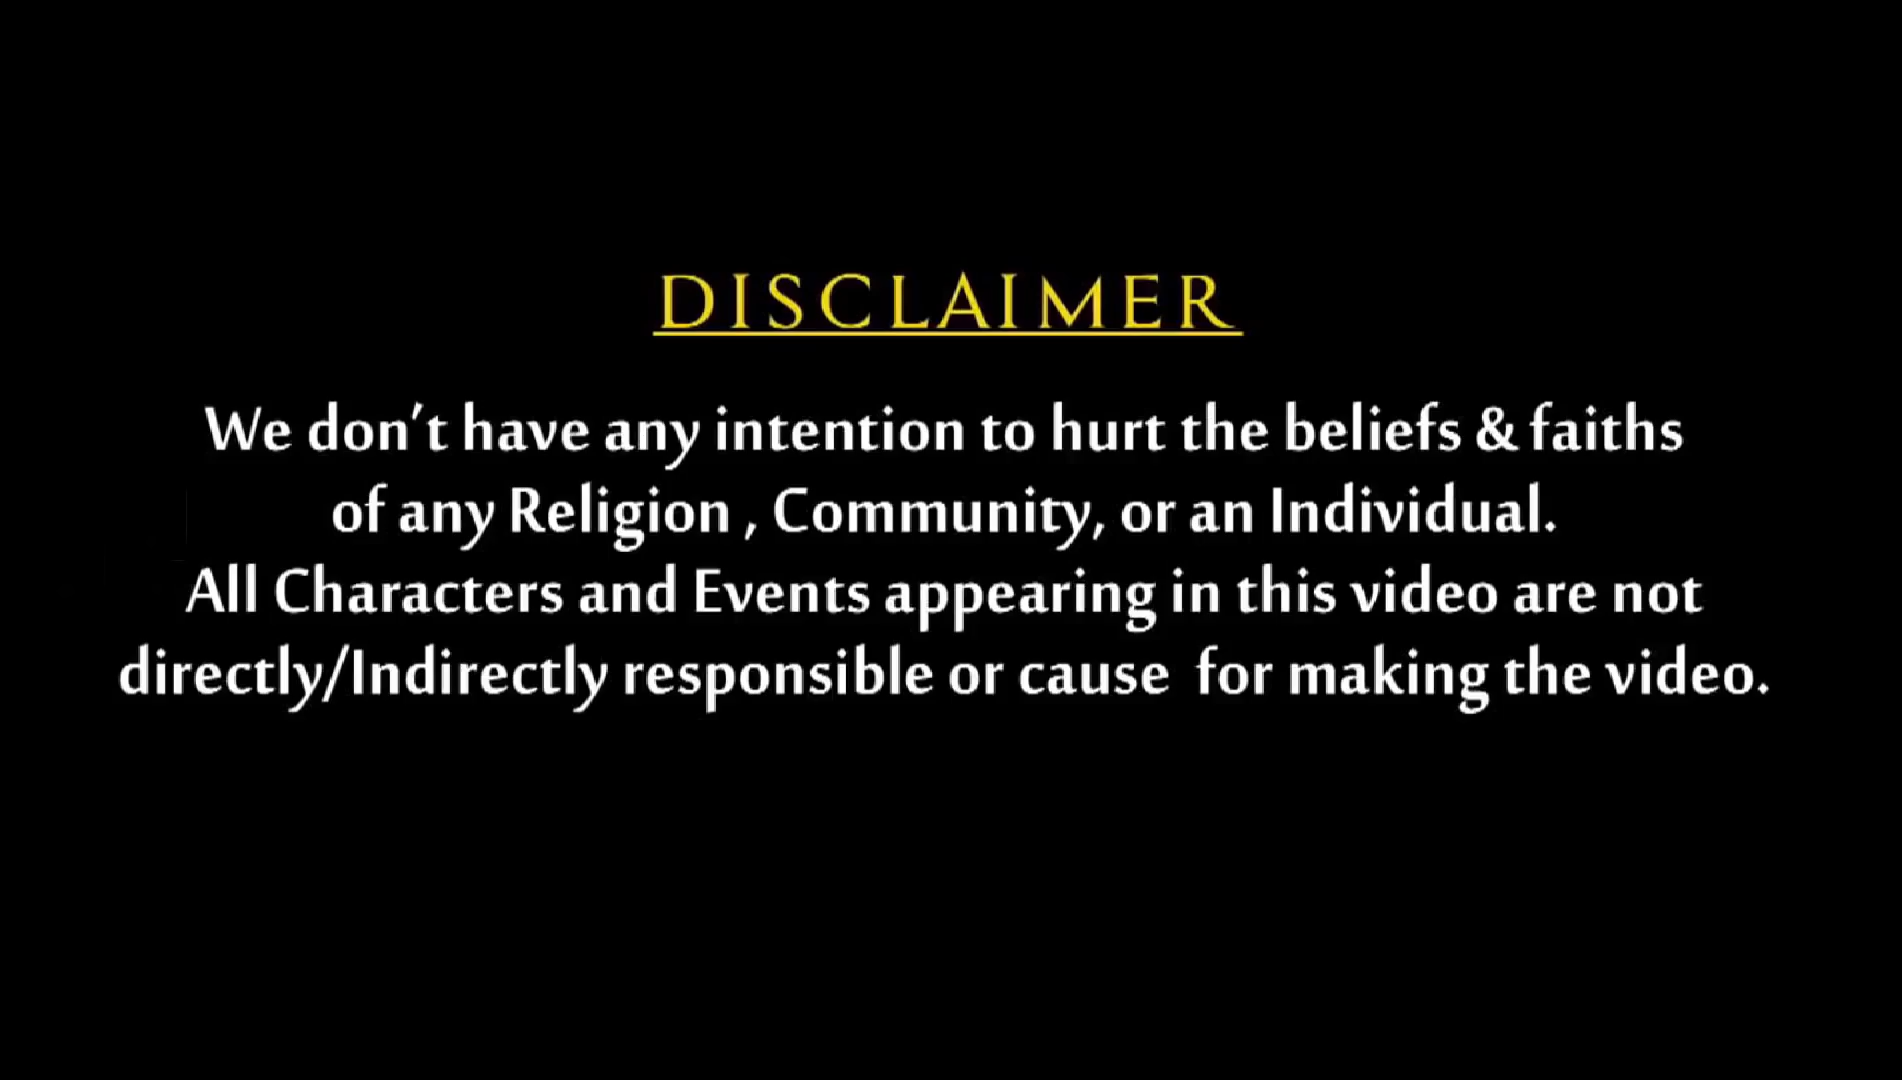 DISCLAIMER
We don’t have any intention to hurt the beliefs & faiths
of any Religion , Community, or an Individual.
All Characters and Events appearing in this video are not
directly/Indirectly responsible or cause  for making the video.